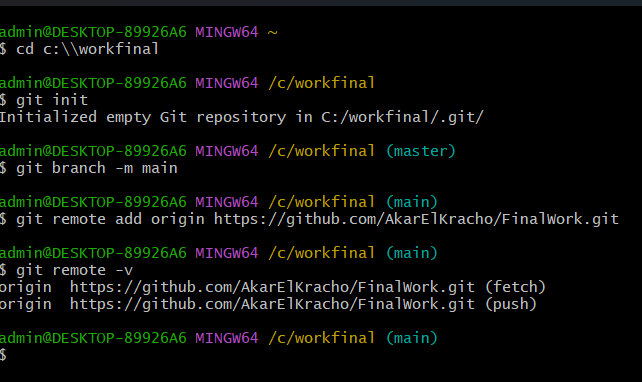 admin@DESKTOP-89926A6 MINGW64 ~
$ cd c:\\workfinal
admin@DESKTOP-89926A6 MINGW64 /c/workfinal
$ git init
Initialized empty Git repository in C:/workfinal/.git/
admin@DESKTOP-89926A6 MINGW64 /c/workfinal (master)
$ git branch -m main
admin@DESKTOP-89926A6 MINGW64 /c/workfinal (main)
$ git remote add origin https://github.com/AkarElKracho/FinalWork.git
admin@DESKTOP-89926A6 MINGW64 /c/workfinal (main)
$ git remote -v
origin  https://github.com/AkarElKracho/FinalWork.git (fetch)
origin  https://github.com/AkarElKracho/FinalWork.git (push)
admin@DESKTOP-89926A6 MINGW64 /c/workfinal (main)
$